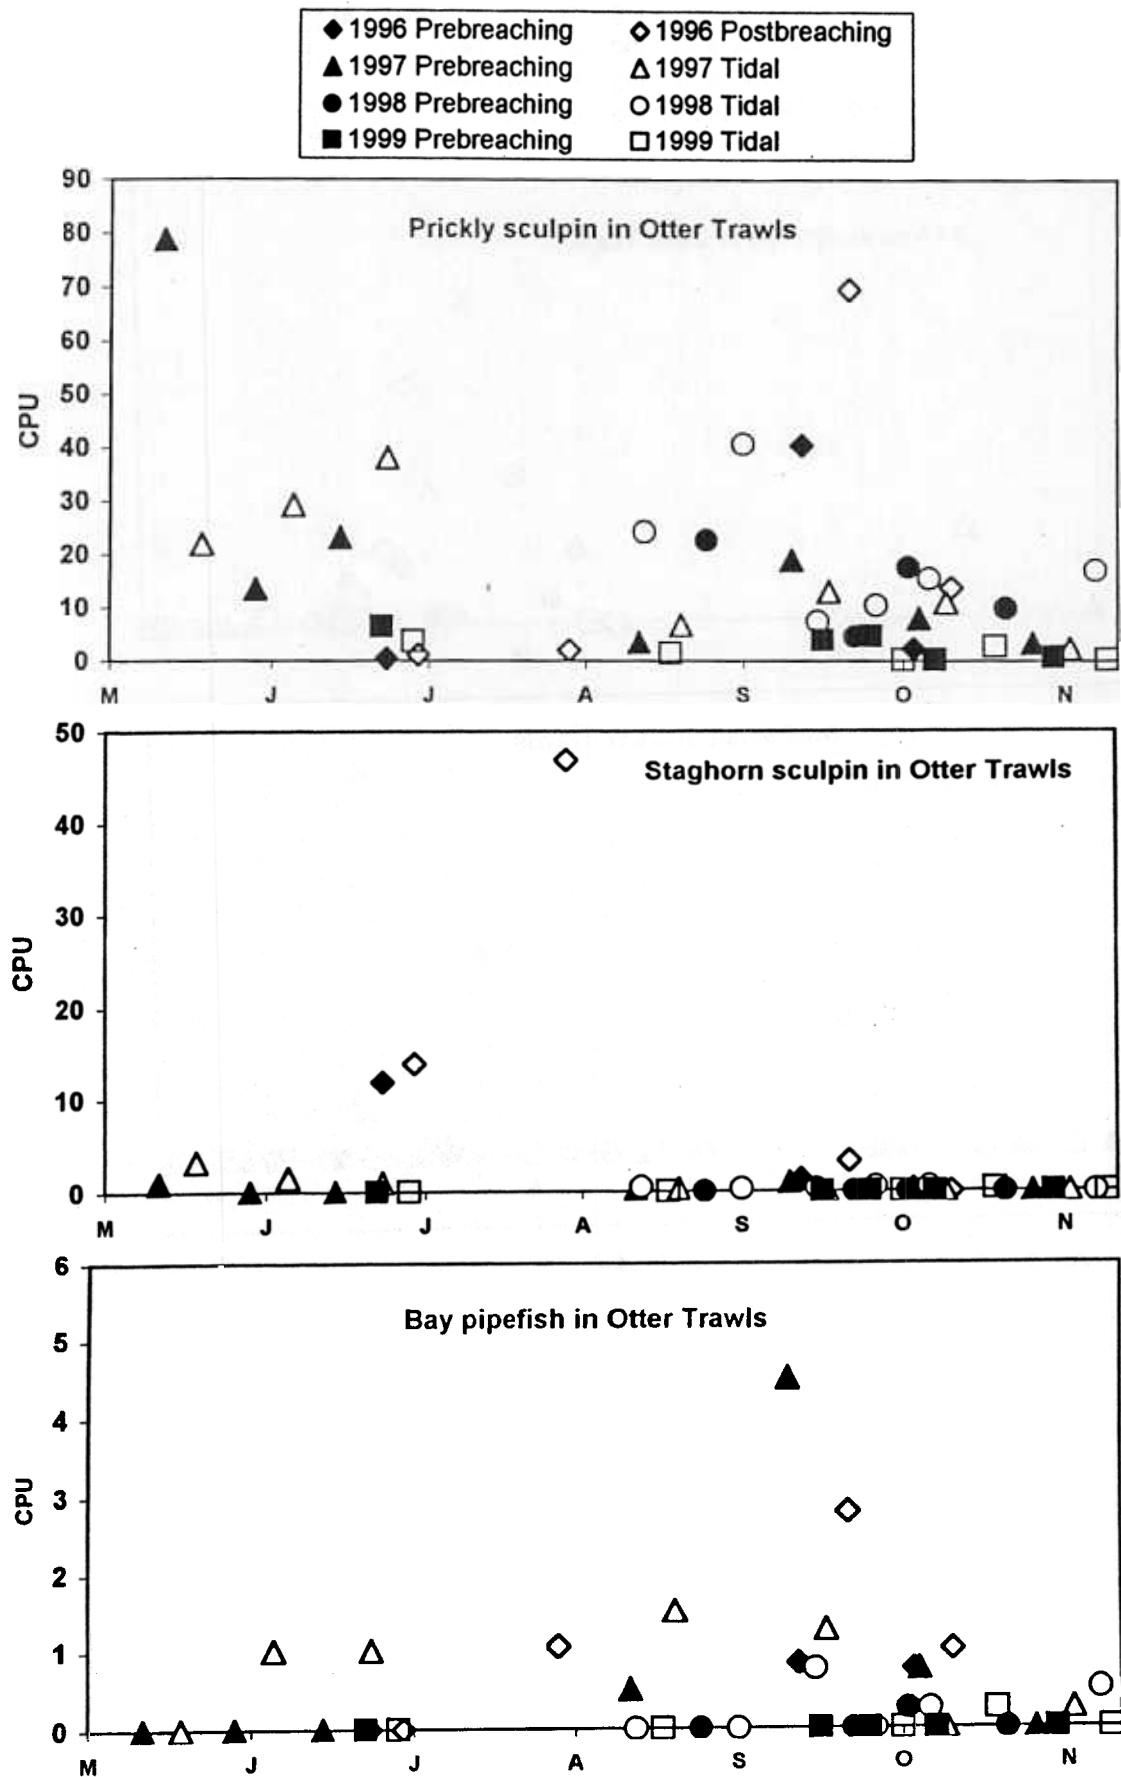 1996 Prebreaching 1996 Postbreaching
1997 Prebreaching 1997 Tidal
1998 Prebreaching 1998 Tidal
1999 Prebreaching 1999 Tidal
Prickly sculpin in Otter Trawls
90
80
70
60
50
40
30
20
10
0
CPU
M J J A S O N
Staghorn sculpin in Otter Trawls
50
40
30
20
10
0
CPU
M J J A S O N
Bay pipefish in Otter Trawls
6
5
4
3
2
1
0
CPU
M J J A S O N